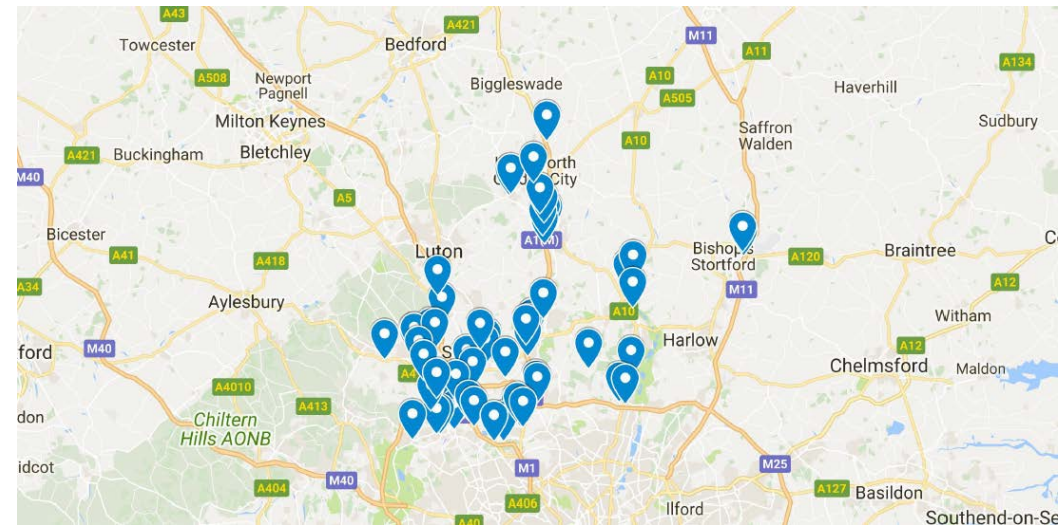 A43
A421
Towcester
Bedford
M11
A11
A134
Newport
Pagnell
A508
Biggleswade
A10
A505
Haverhill
Milton Keynes
Saffron
Walden
Sudbury
A421
Buckingham
Bletchley
A10
M40
A5
City
Bicester
A41
A418
Luton
A1(M)
Bishop's
Stortford
A120
Braintree
A34
Aylesbury
M11
A12
A10
Witham
M40
Harlow
A12
Chelmsford
Maldon
A4010
A413
Chiltern
Hills AONB
M1
M25
A404
M40
A406
Ilford
A127
Basildon
A40
Southend-on-Se